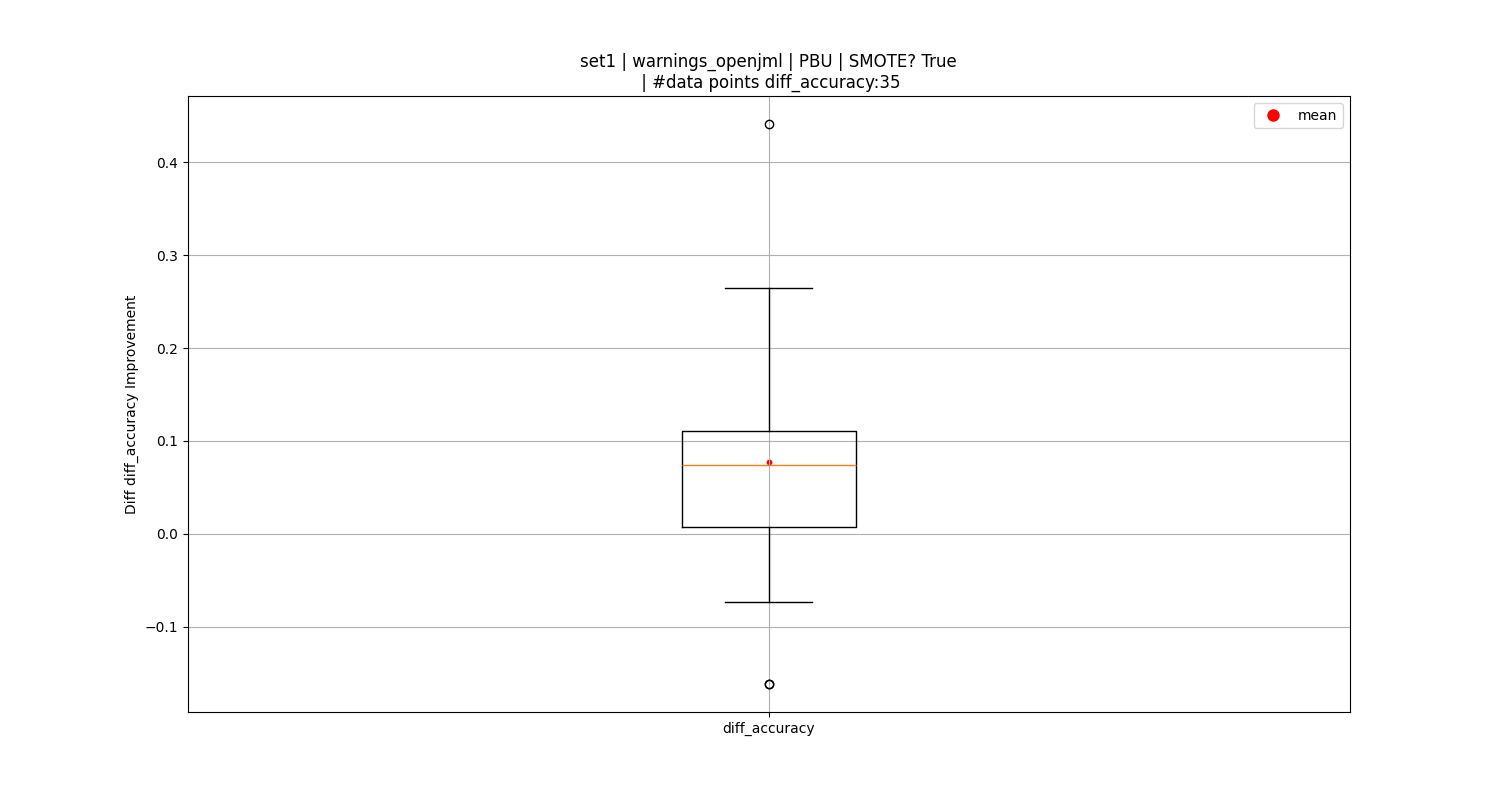 set1 | warnings_openjml | PBU | SMOTE? True
| #data points diff_accuracy:35
mean
0.4
0.3
0.2
0.1
0.0
−0.1
Diff diff_accuracy Improvement
diff_accuracy